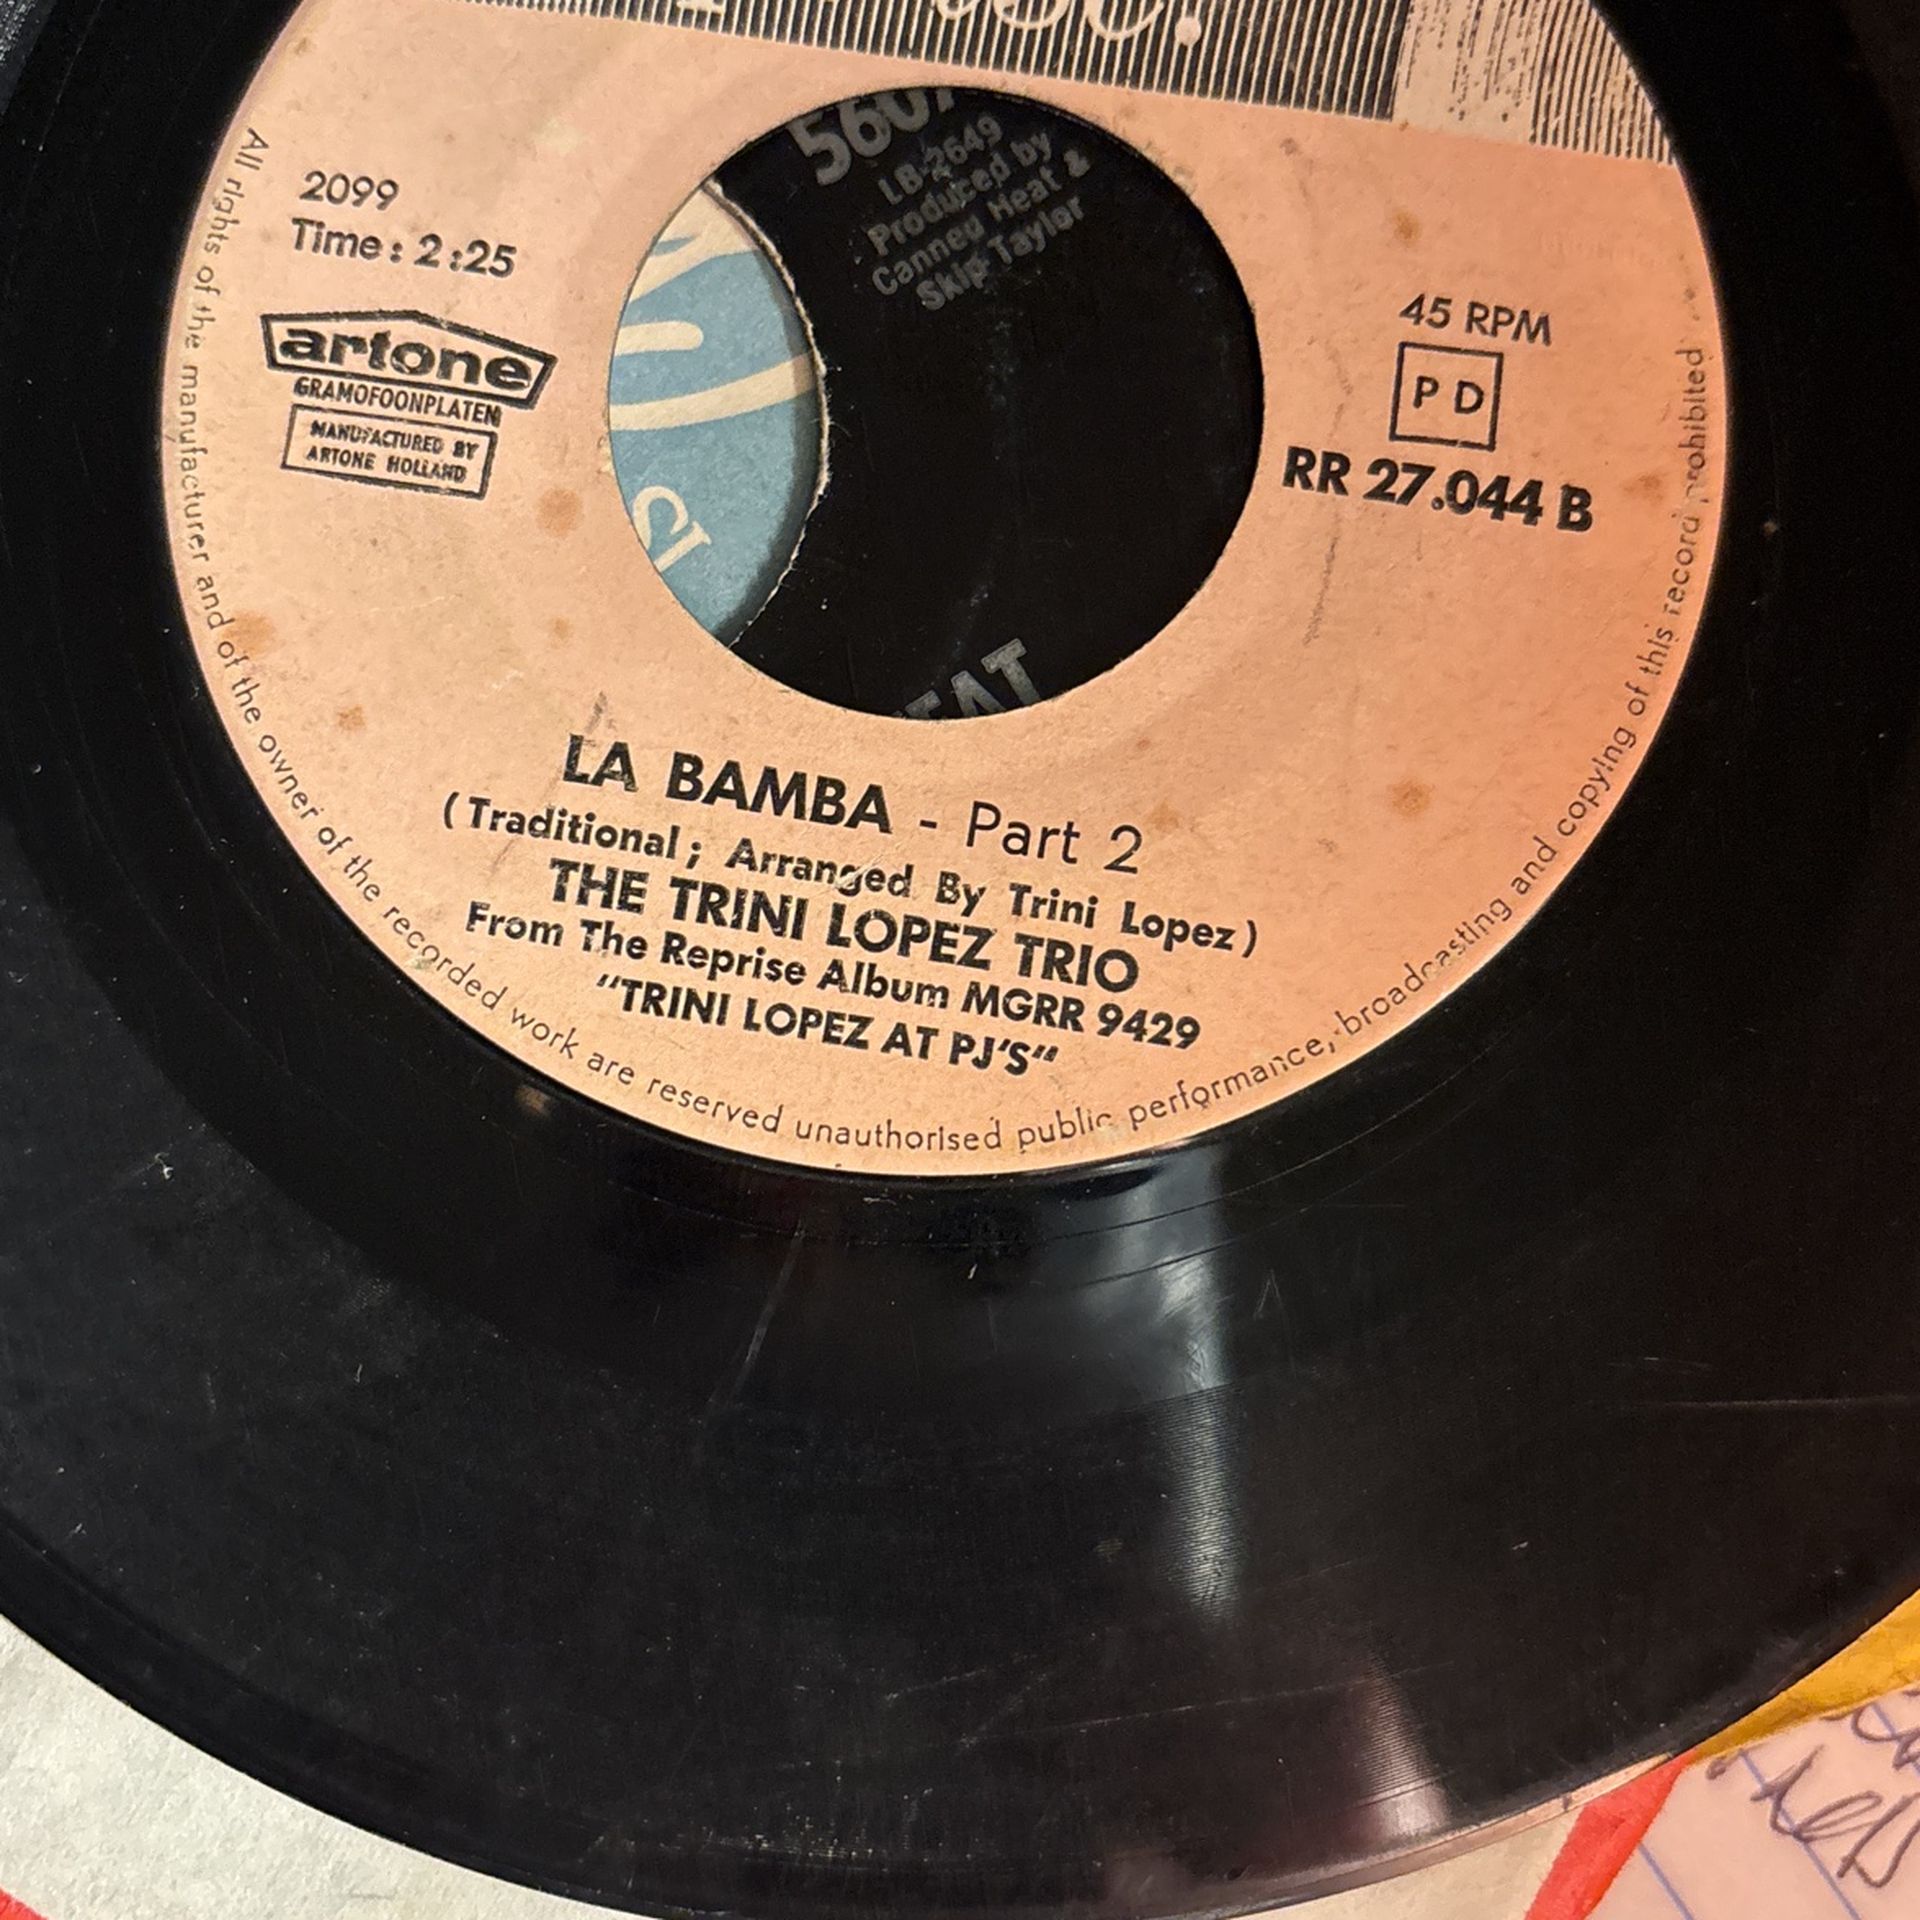 2099
Time: 2:25
artone
GRAMOFOONPLATEN
MANUFACTURED BY
ARTONE HOLLAND
45 RPM
P D
RR 27.044 B
LB-2649
Produced by
Canned Heat &
Skip Taylor
LA BAMBA - Part 2
(Traditional; Arranged By Trini Lopez)
THE TRINI LOPEZ TRIO
From The Reprise Album MGRR 9429
"TRINI LOPEZ AT PJ'S"
All rights of the manufacturer and of the owner of the recorded work are reserved unauthorised public performance, broadcasting and copying of this record prohibited